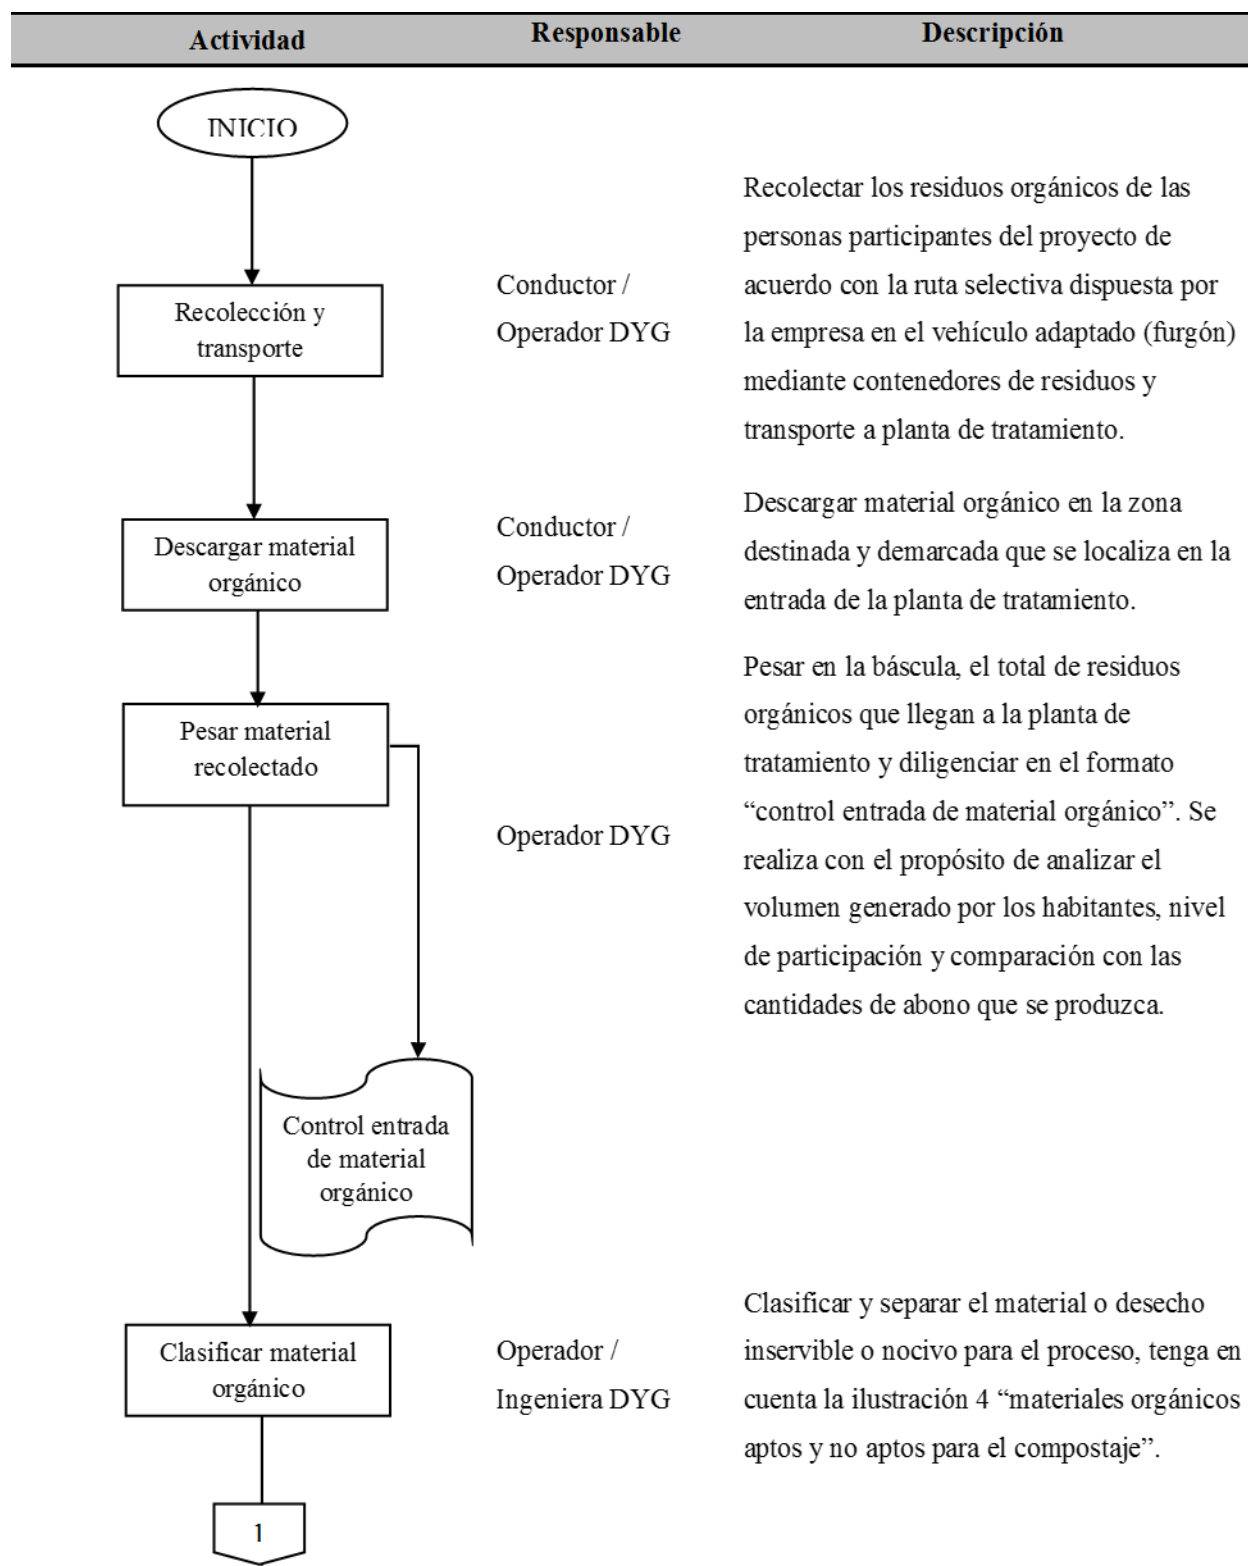 Actividad
Responsable
Descripción
INICIO
Recolección y
transporte
Conductor /
Operador DYG
Recolectar los residuos orgánicos de las
personas participantes del proyecto de
acuerdo con la ruta selectiva dispuesta por
la empresa en el vehículo adaptado (furgón)
mediante contenedores de residuos y
transporte a planta de tratamiento.
Descargar material
orgánico
Conductor /
Operador DYG
Descargar material orgánico en la zona
destinada y demarcada que se localiza en la
entrada de la planta de tratamiento.
Pesar material
recolectado
Operador DYG
Pesar en la báscula, el total de residuos
orgánicos que llegan a la planta de
tratamiento y diligenciar en el formato
“control entrada de material orgánico”. Se
realiza con el propósito de analizar el
volumen generado por los habitantes, nivel
de participación y comparación con las
cantidades de abono que se produzca.
Control entrada
de material
orgánico
Clasificar material
orgánico
Operador /
Ingeniera DYG
Clasificar y separar el material o desecho
inservible o nocivo para el proceso, tenga en
cuenta la ilustración 4 “materiales orgánicos
aptos y no aptos para el compostaje”.
1